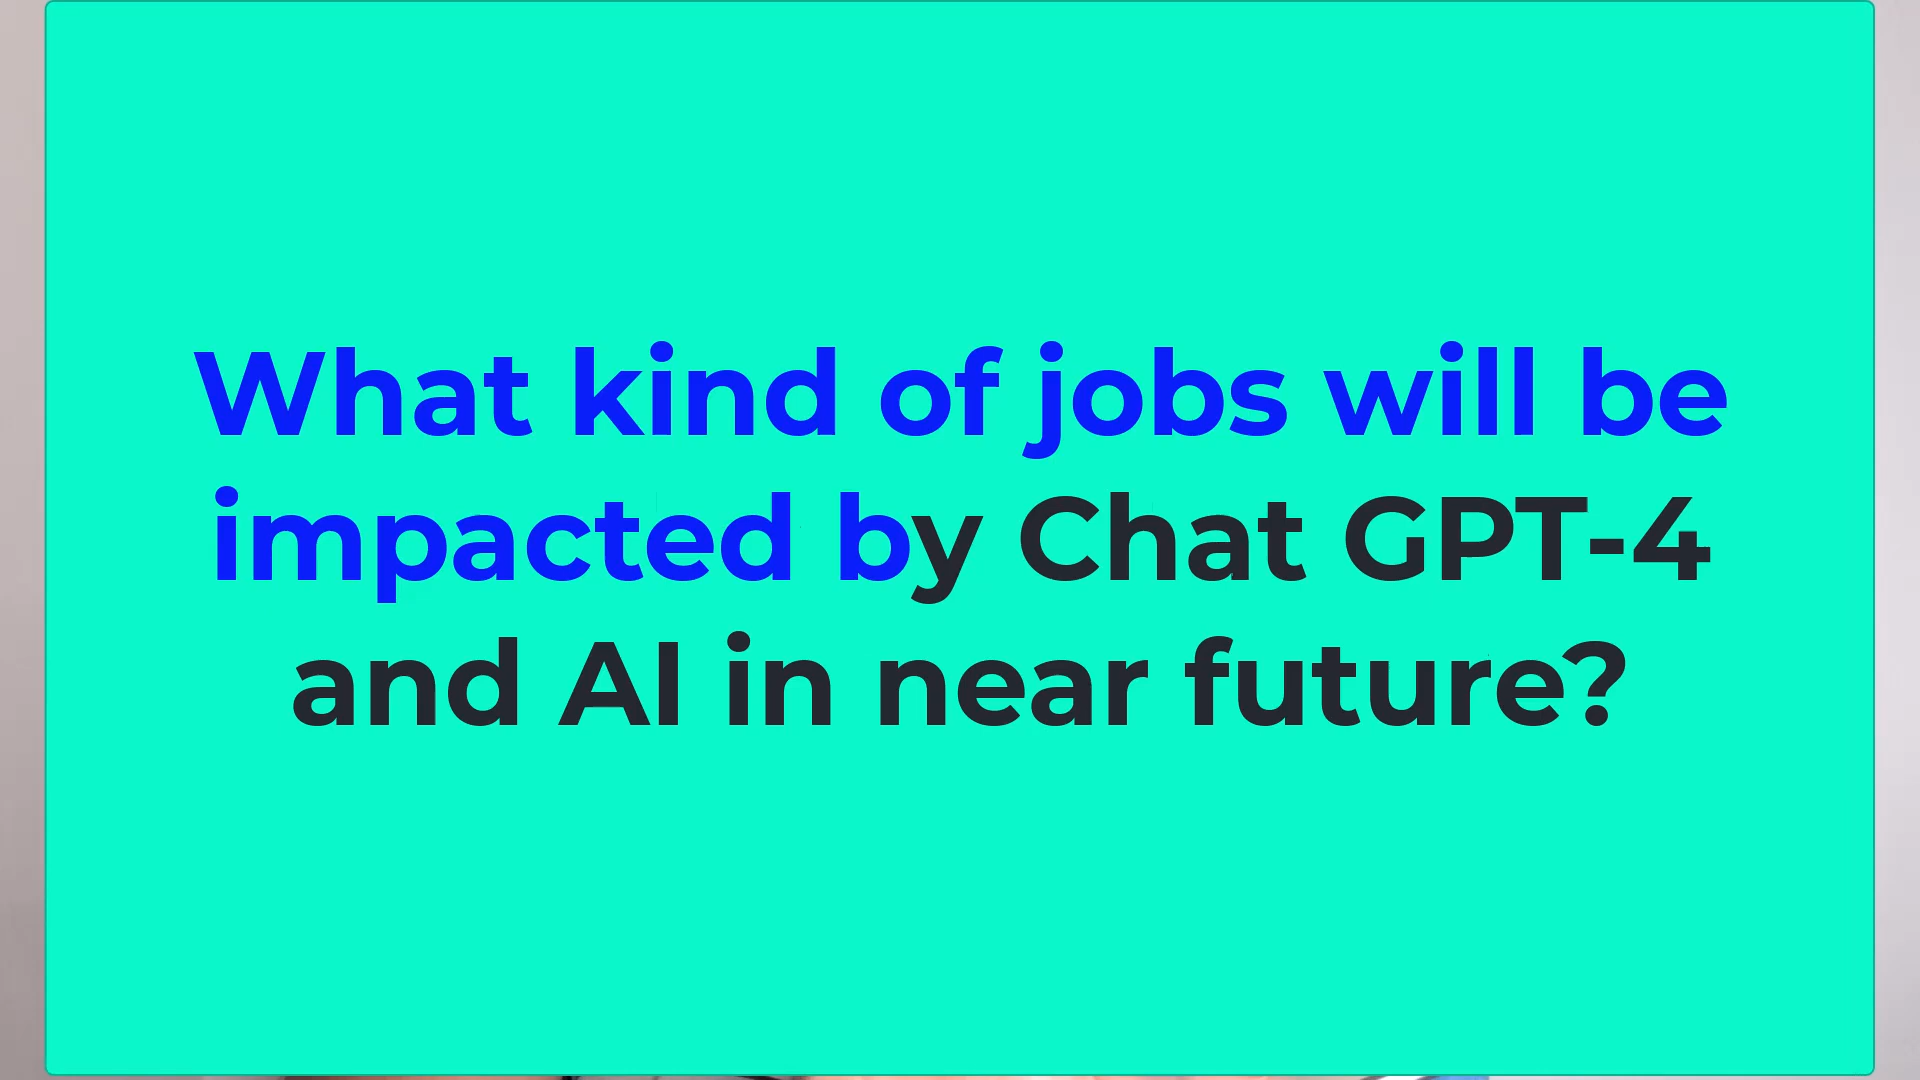 What kind of jobs will be
impacted by Chat GPT-4
and AI in near future?